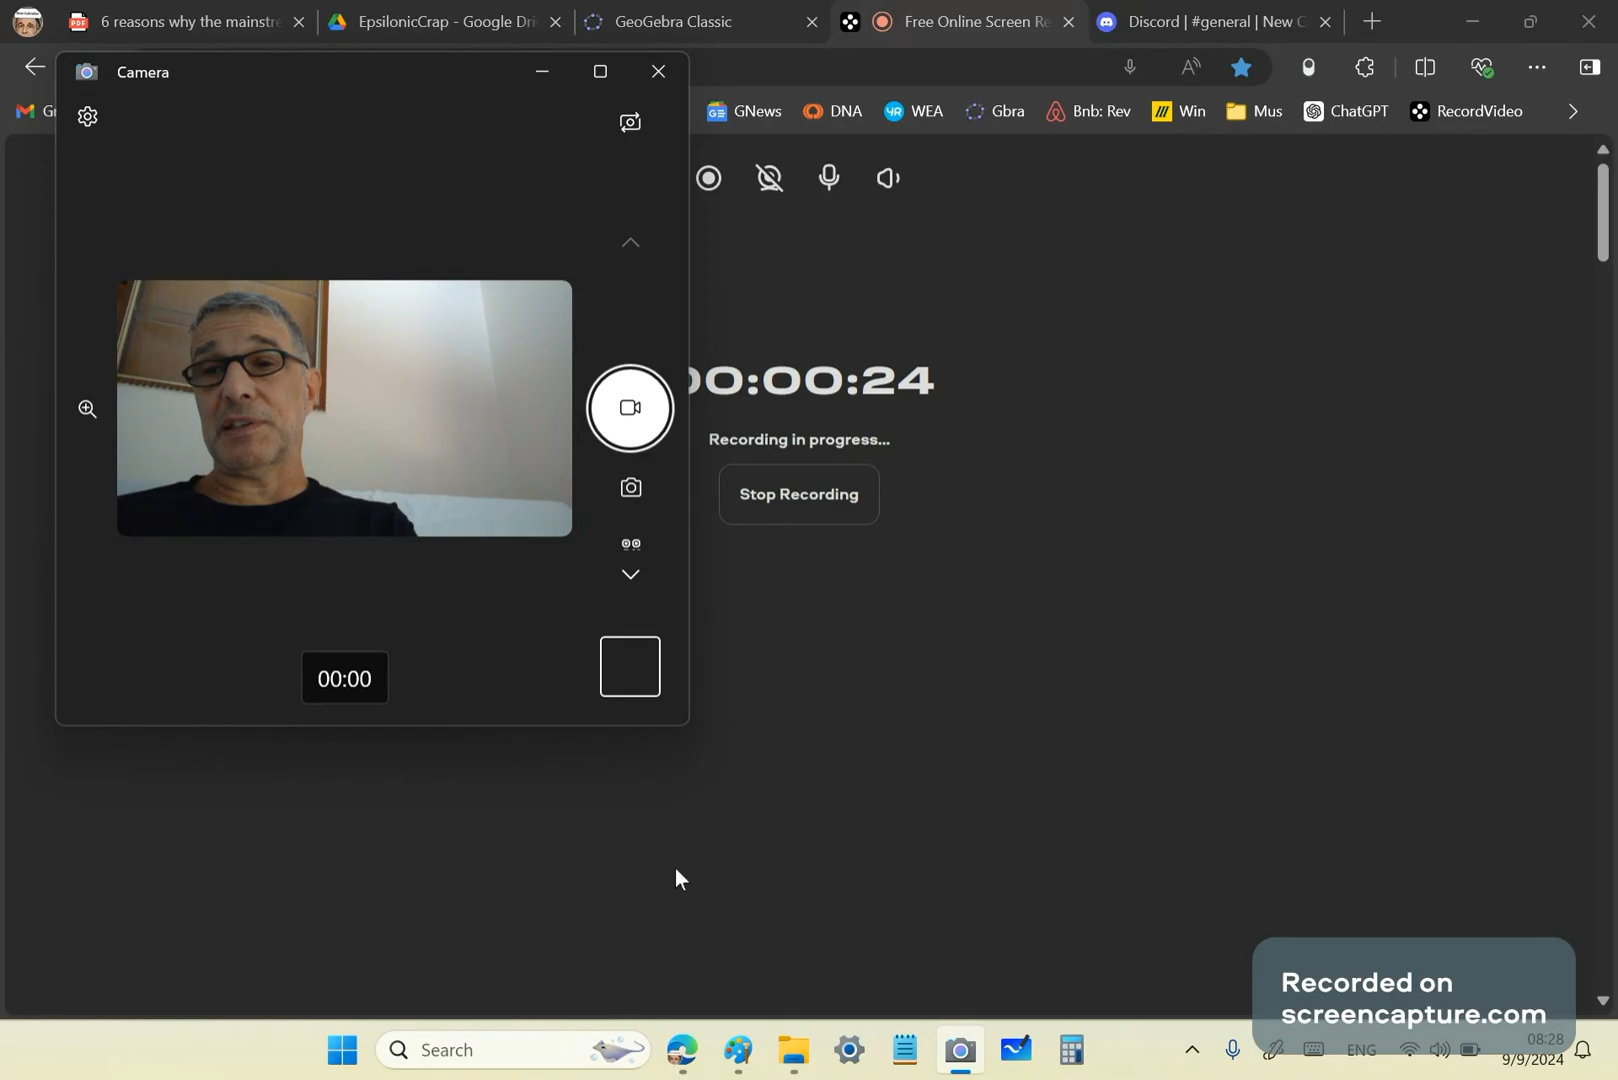 6 reasons why the mainstre
EpsilonicCrap - Google Dri
GeoGebra Classic
Free Online Screen Re
Discord | #general | New C
Camera
GNews
DNA
WEA
Gbra
Bnb: Rev
Win
Mus
ChatGPT
RecordVideo
00:00:24
Recording in progress...
Stop Recording
00:00
Recorded on
screencapture.com
Search
ENG
08:28
9/9/2024